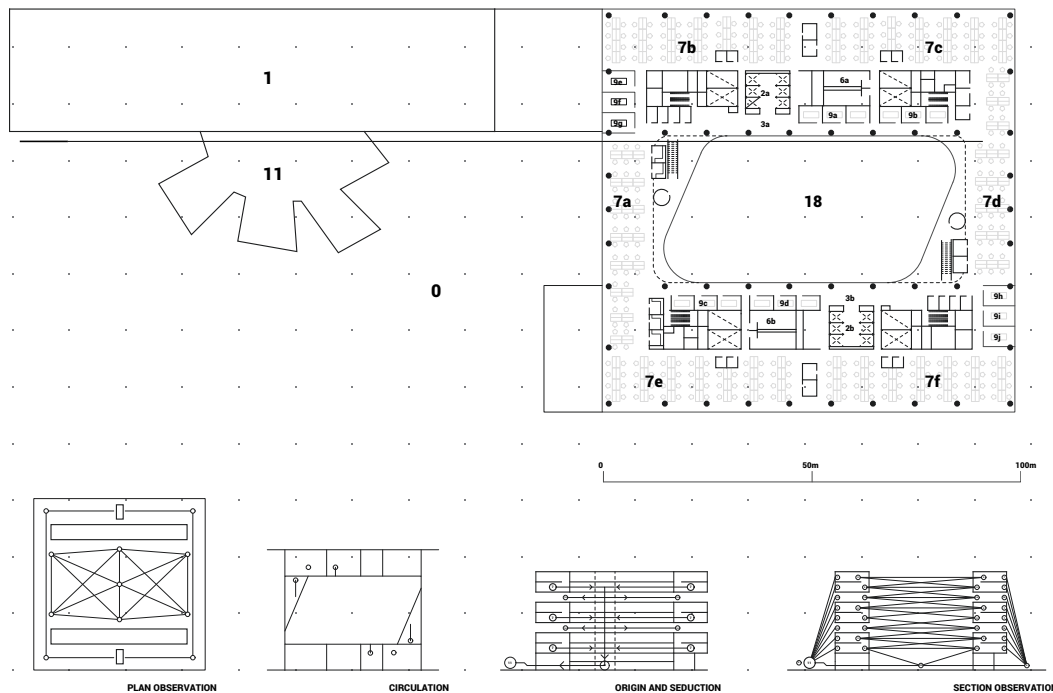 7b
7c
1
9e
6a
2a
9f
9a
9b
9g
3a
11
7a
18
7d
0
3b
9h
9c
9d
6b
9i
2b
9j
7e
7f
0
50m
100m
PLAN OBSERVATION
CIRCULATION
ORIGIN AND SEDUCTION
SECTION OBSERVATION